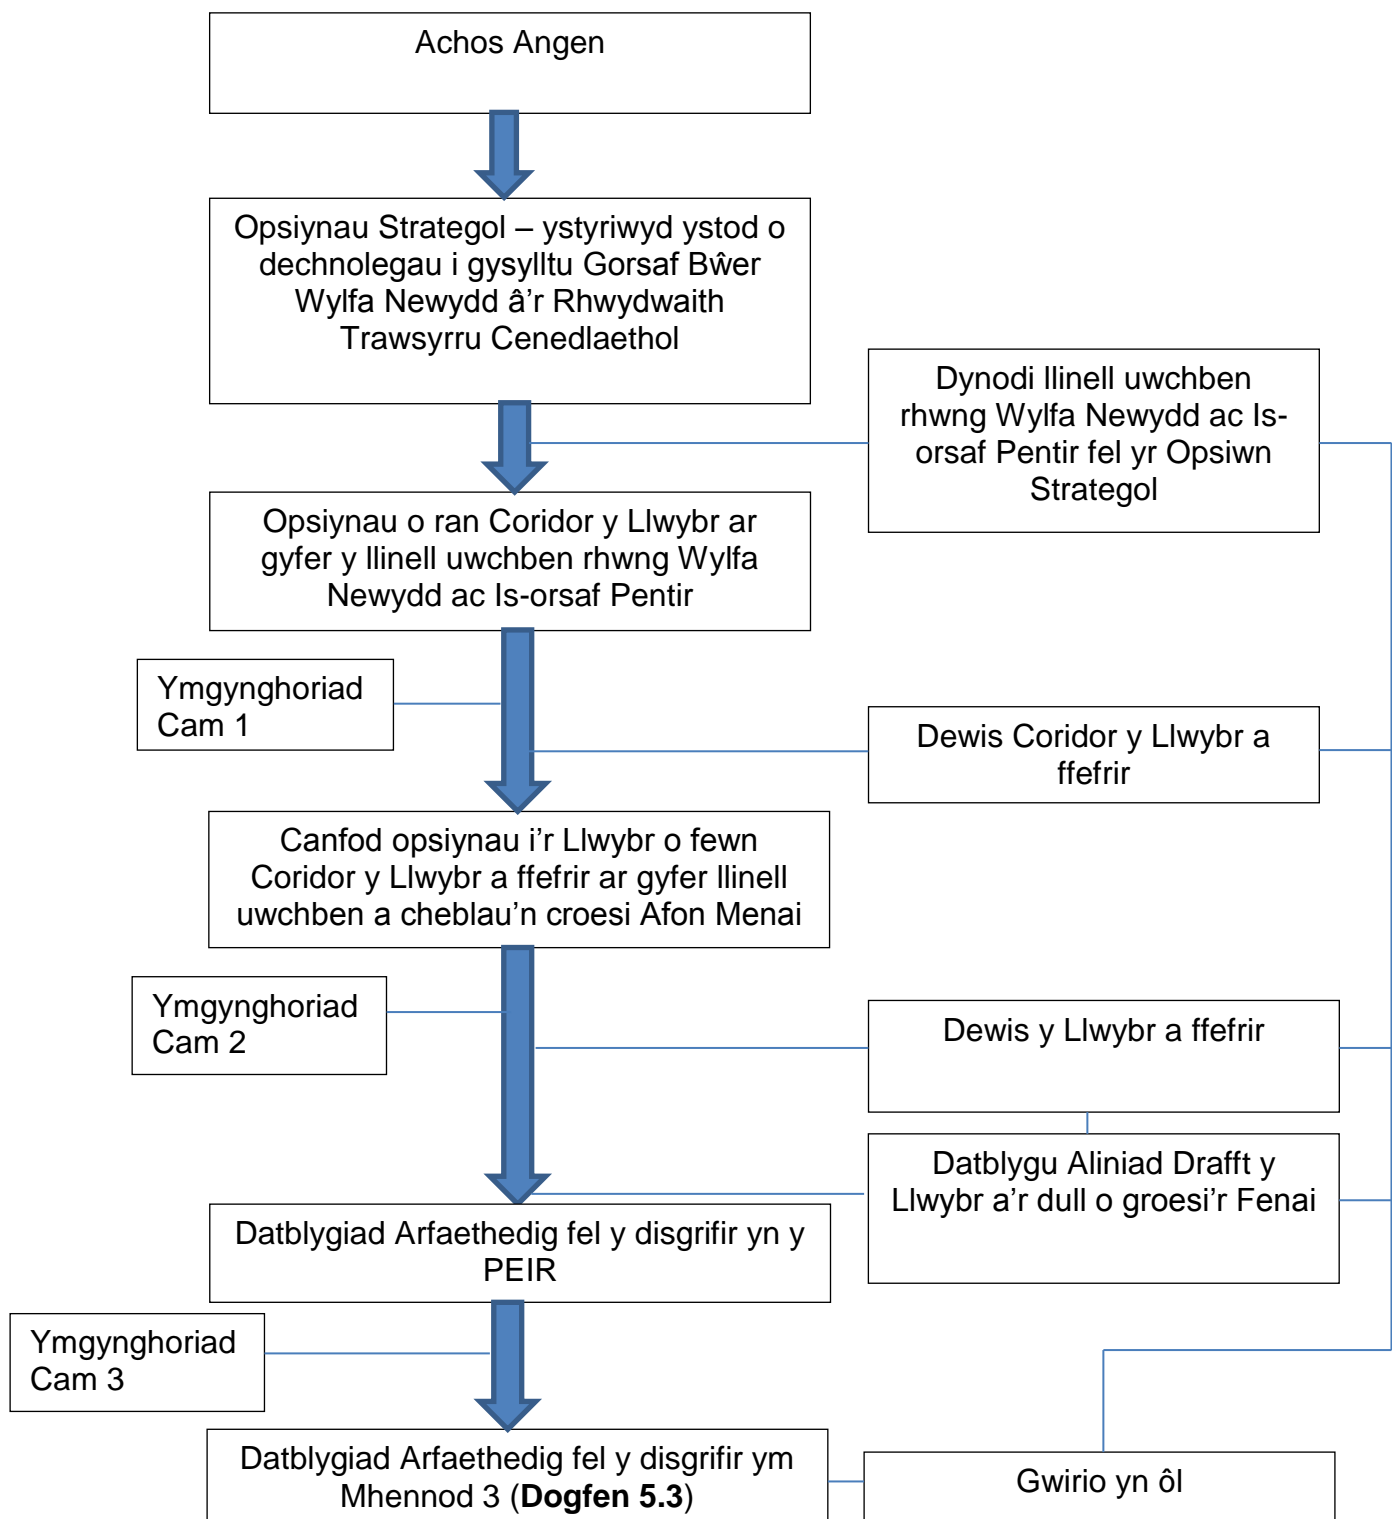 Achos Angen
Opsiynau Strategol – ystyriwyd ystod o
dechnolegau i gysylltu Gorsaf Bŵer
Wylfa Newydd â’r Rhwydwaith
Trawsyrru Cenedlaethol
Dynodi llinell uwchben
rhwng Wylfa Newydd ac Is-
orsaf Pentir fel yr Opsiwn
Strategol
Opsiynau o ran Coridor y Llwybr ar
gyfer y llinell uwchben rhwng Wylfa
Newydd ac Is-orsaf Pentir
Ymgynghoriad
Cam 1
Dewis Coridor y Llwybr a
ffefrir
Canfod opsiynau i’r Llwybr o fewn
Coridor y Llwybr a ffefrir ar gyfer llinell
uwchben a cheblau’n croesi Afon Menai
Ymgynghoriad
Cam 2
Dewis y Llwybr a ffefrir
Datblygu Aliniad Drafft y
Llwybr a’r dull o groesi’r Fenai
Datblygiad Arfaethedig fel y disgrifir yn y
PEIR
Ymgynghoriad
Cam 3
Datblygiad Arfaethedig fel y disgrifir ym
Mhennod 3 (Dogfen 5.3)
Gwirio yn ôl